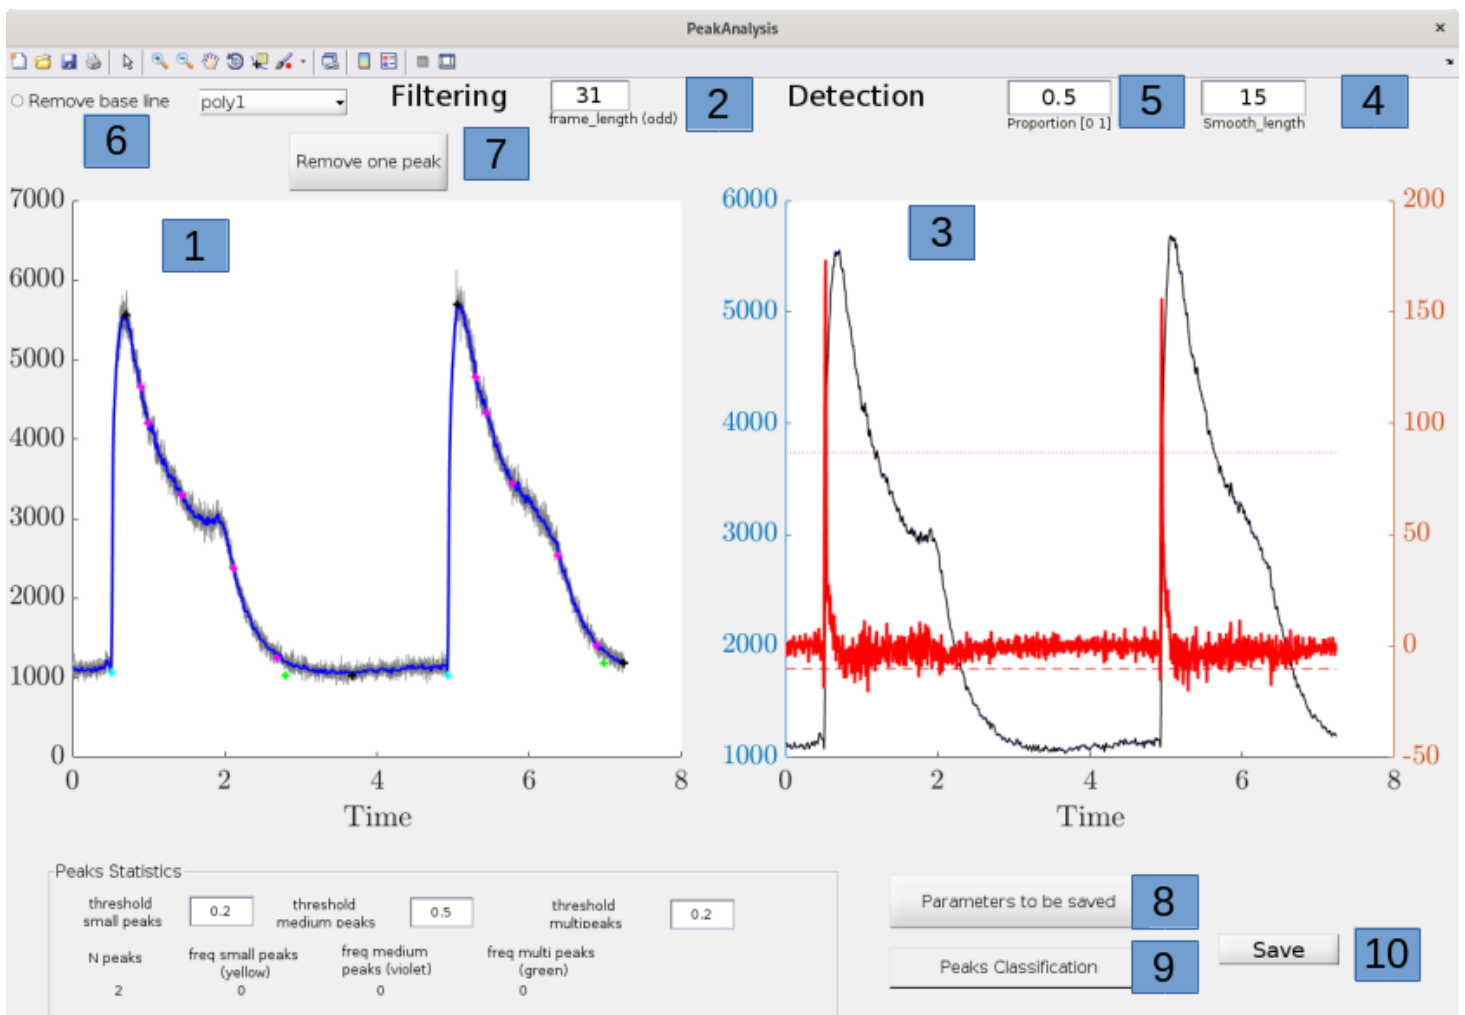 PeakAnalysis ×
Remove base line
poly1
Filtering
31
frame_length (odd)
2
Detection
0.5
Proportion [0 1]
5
15
Smooth_length
4
6
Remove one peak
7
7000
6000
5000
4000
3000
2000
1000
0
1
0 2 4 6 8
Time
6000
5000
4000
3000
2000
1000
3
200
150
100
50
0
-50
0 2 4 6 8
Time
Peaks Statistics
threshold
small peaks
0.2
threshold
medium peaks
0.5
threshold
multipeaks
0.2
N peaks
2
freq small peaks
(yellow)
0
freq medium
peaks (violet)
0
freq multi peaks
(green)
0
Parameters to be saved
8
Peaks Classification
9
Save
10